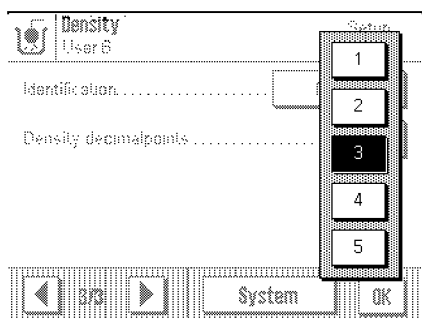 Density
User 6
Setup
Identification
Density decimalpoints
1
2
3
4
5
3/3
System
OK